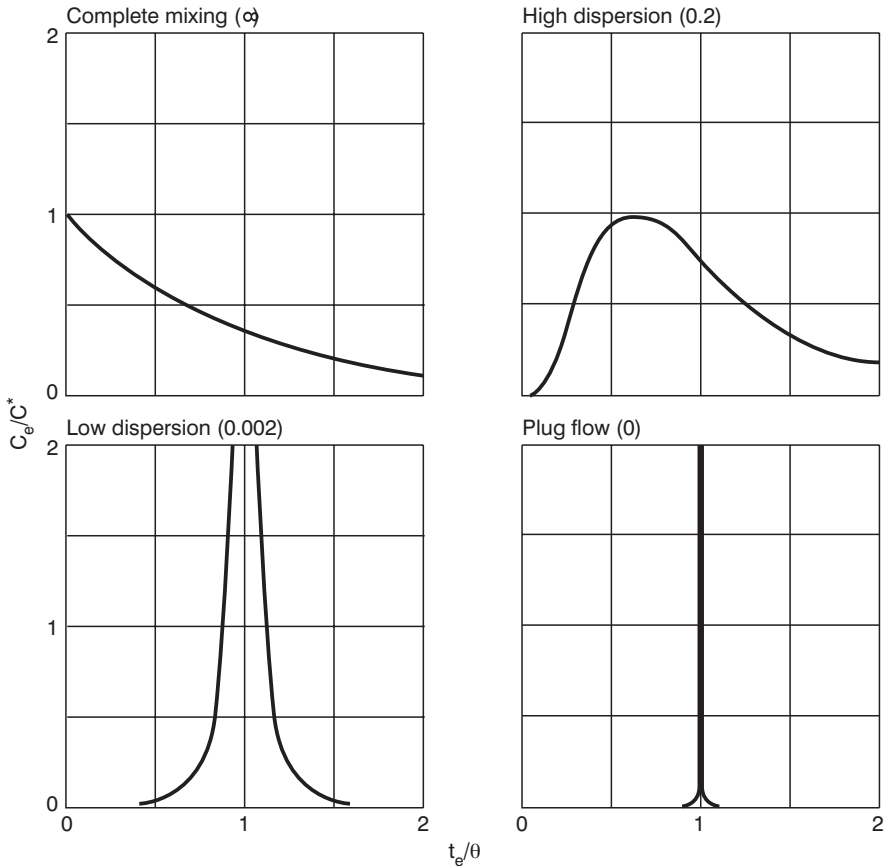 Complete mixing (∝)
High dispersion (0.2)
2
1
0
C_e/C*
Low dispersion (0.002)
Plug flow (0)
2
1
0
0 1 2
0 1 2
t_e/θ